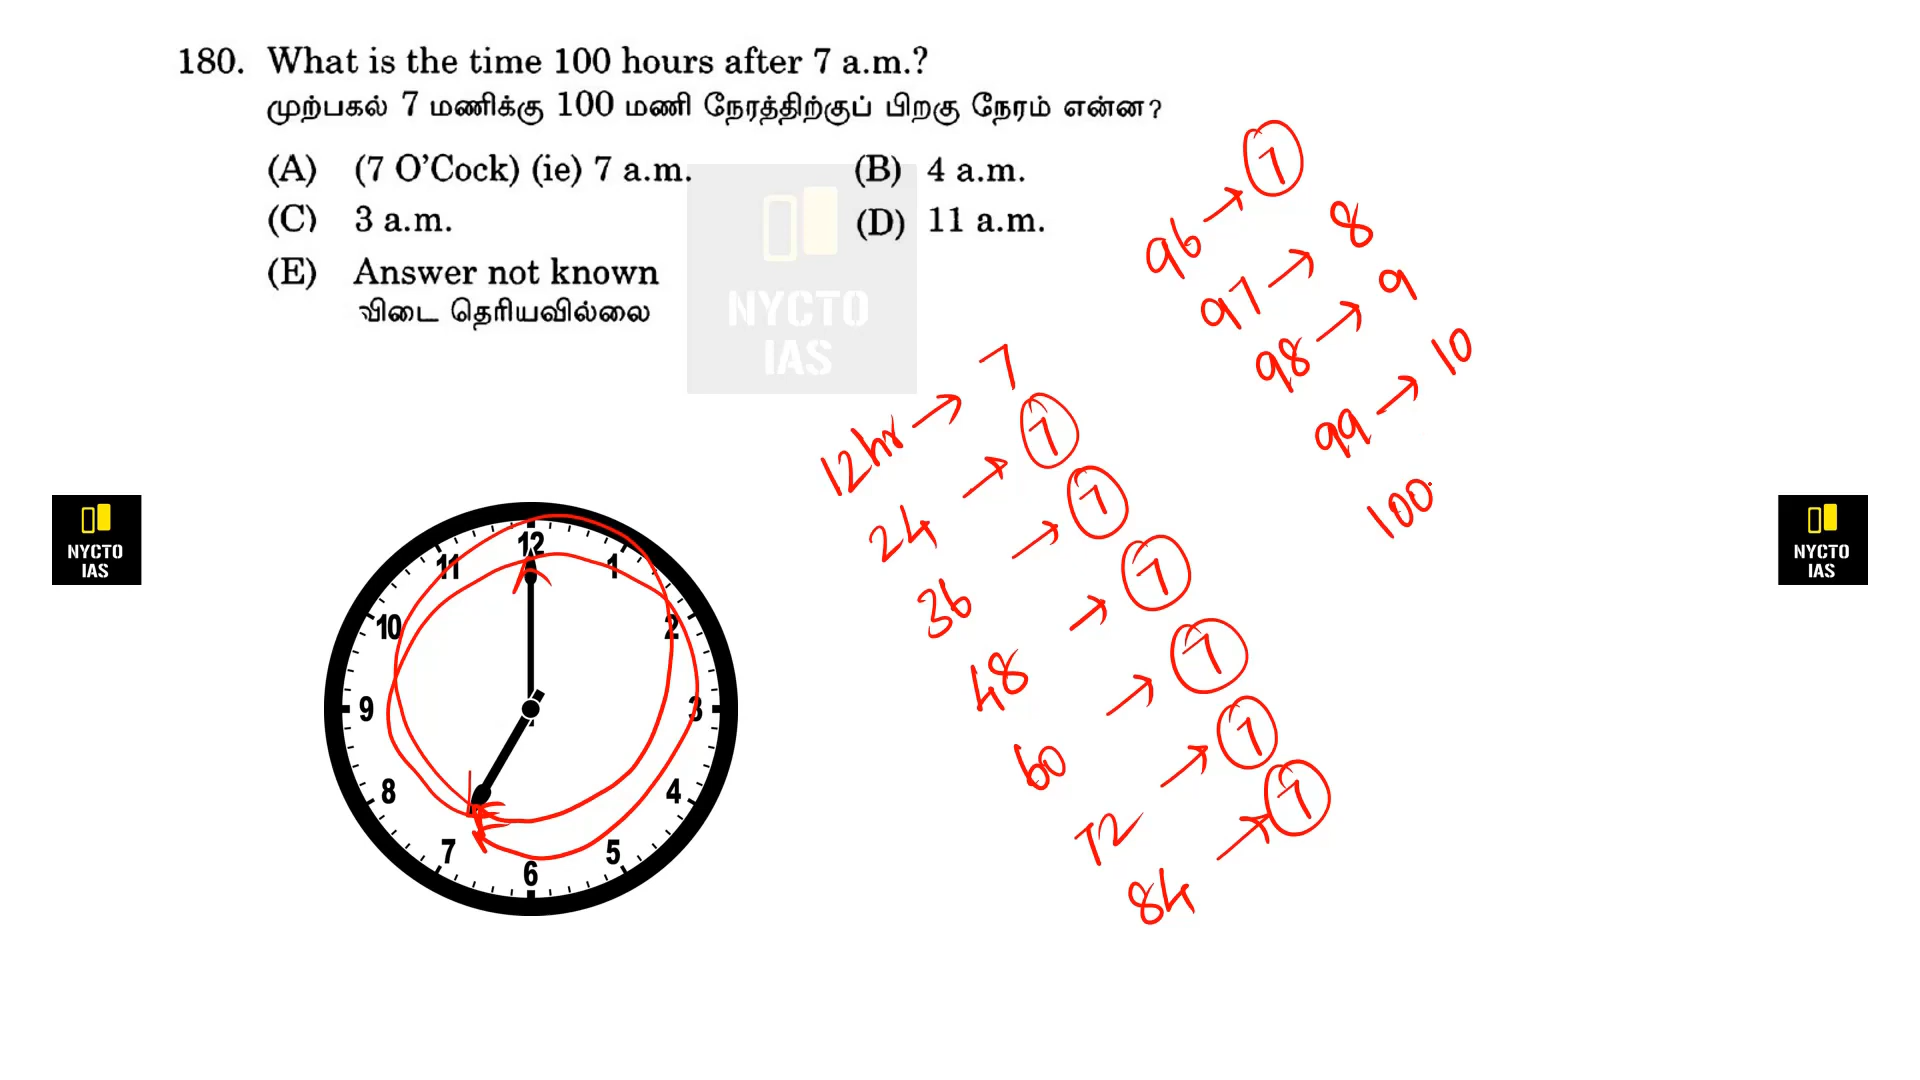 180. What is the time 100 hours after 7 a.m.?
முற்பகல் 7 மணிக்கு 100 மணி நேரத்திற்குப் பிறகு நேரம் என்ன?
(A) (7 O'Cock) (ie) 7 a.m. (B) 4 a.m.
(C) 3 a.m. (D) 11 a.m.
(E) Answer not known
விடை தெரியவில்லை
NYCTO
IAS
96 → 7
97 → 8
98 → 9
99 → 10
100
12hr → 7
24 → 7
36 → 7
48 → 7
60 → 7
72 → 7
84 → 7
NYCTO
IAS
12
1
2
3
4
5
6
7
8
9
10
11
NYCTO
IAS